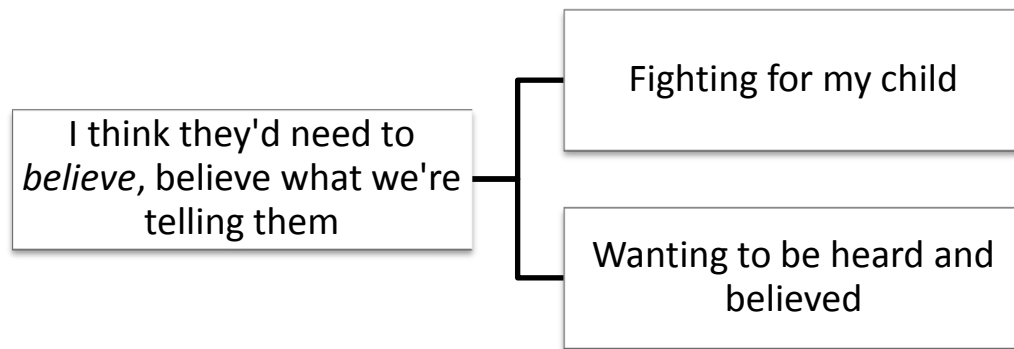 I think they'd need to
believe, believe what we're
telling them
Fighting for my child
Wanting to be heard and
believed